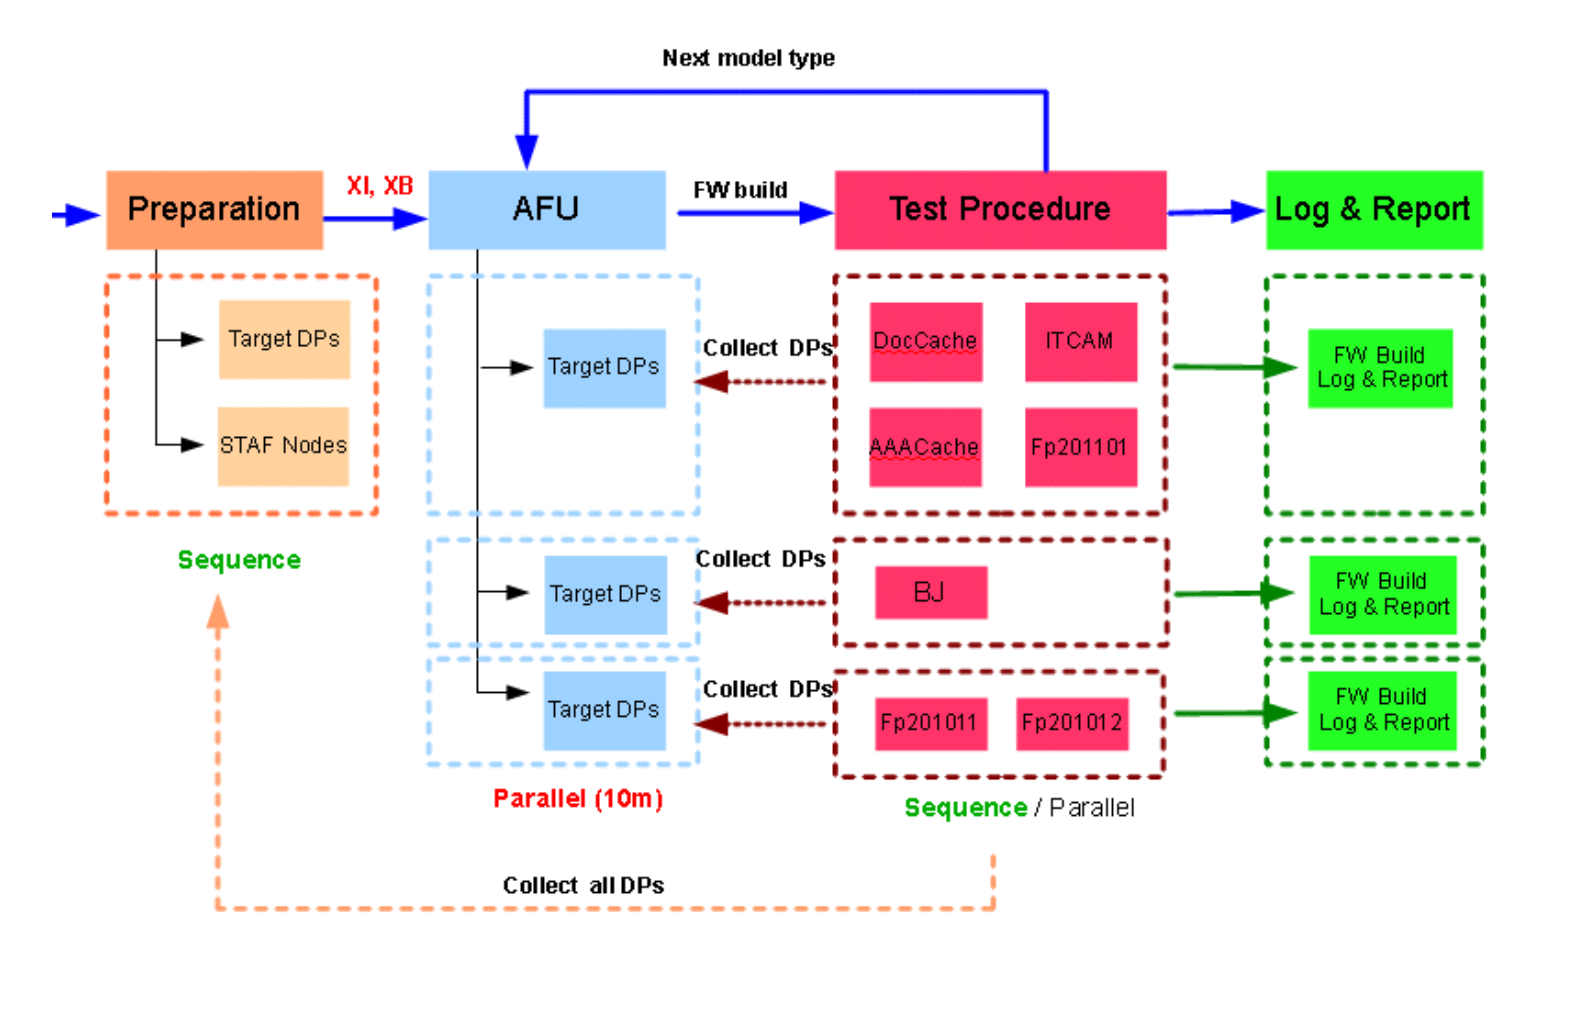 Next model type
Preparation
XI, XB
AFU
FW build
Test Procedure
Log & Report
Target DPs
STAF Nodes
Sequence
Target DPs
Collect DPs
DocCache
ITCAM
AAACache
Fp201101
FW Build
Log & Report
Target DPs
Collect DPs
BJ
FW Build
Log & Report
Target DPs
Collect DPs
Fp201011
Fp201012
FW Build
Log & Report
Parallel (10m)
Sequence / Parallel
Collect all DPs